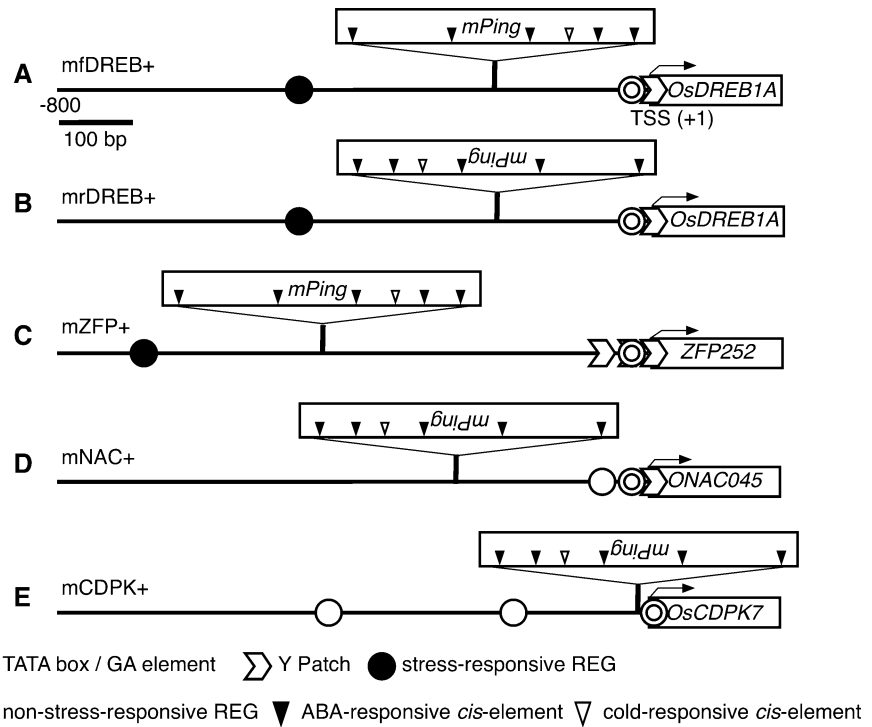 mPing
A mfDREB+ OsDREB1A
-800 TSS (+1)
100 bp
mPing
B mrDREB+ OsDREB1A
mPing
C mZFP+ ZFP252
mPing
D mNAC+ ONAC045
mPing
E mCDPK+ OsCDPK7
TATA box / GA element Y Patch stress-responsive REG
non-stress-responsive REG ABA-responsive cis-element cold-responsive cis-element